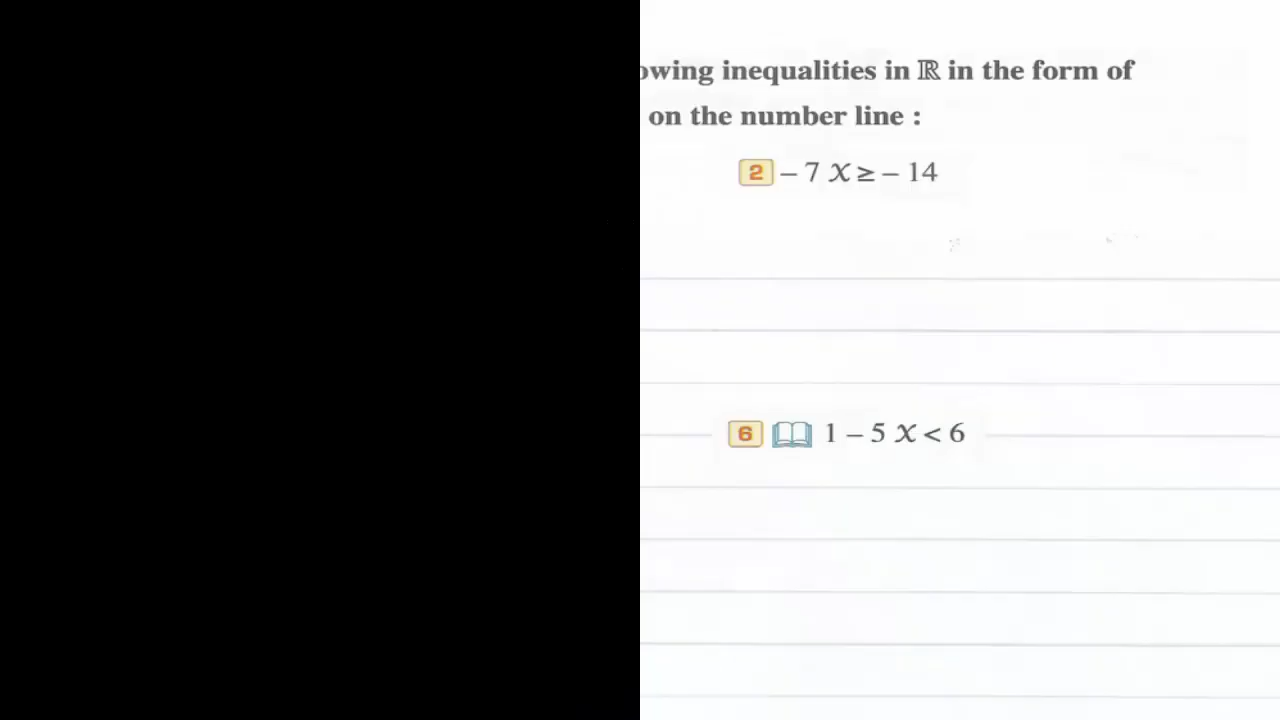 owing inequalities in ℝ in the form of
on the number line :
2 – 7 X ≥ – 14
6 1 – 5 X < 6